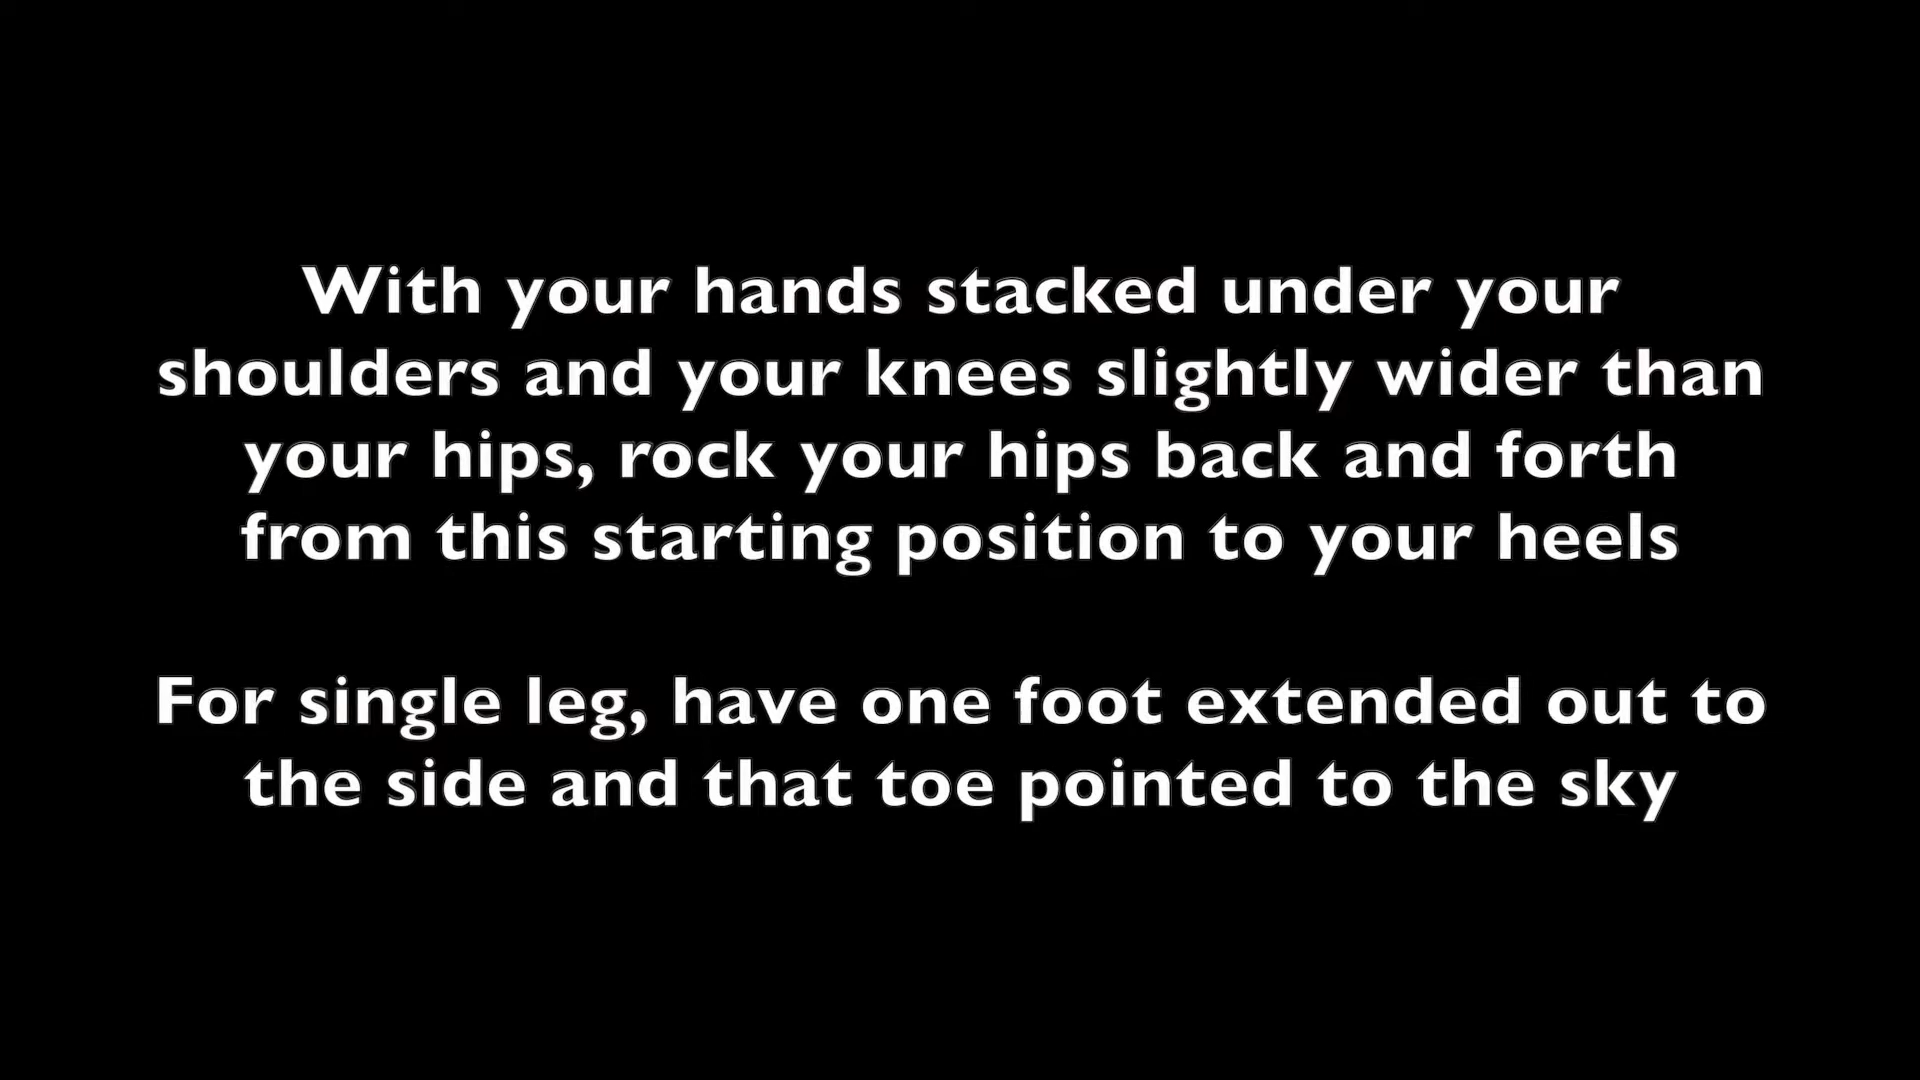 With your hands stacked under your
shoulders and your knees slightly wider than
your hips, rock your hips back and forth
from this starting position to your heels
For single leg, have one foot extended out to
the side and that toe pointed to the sky